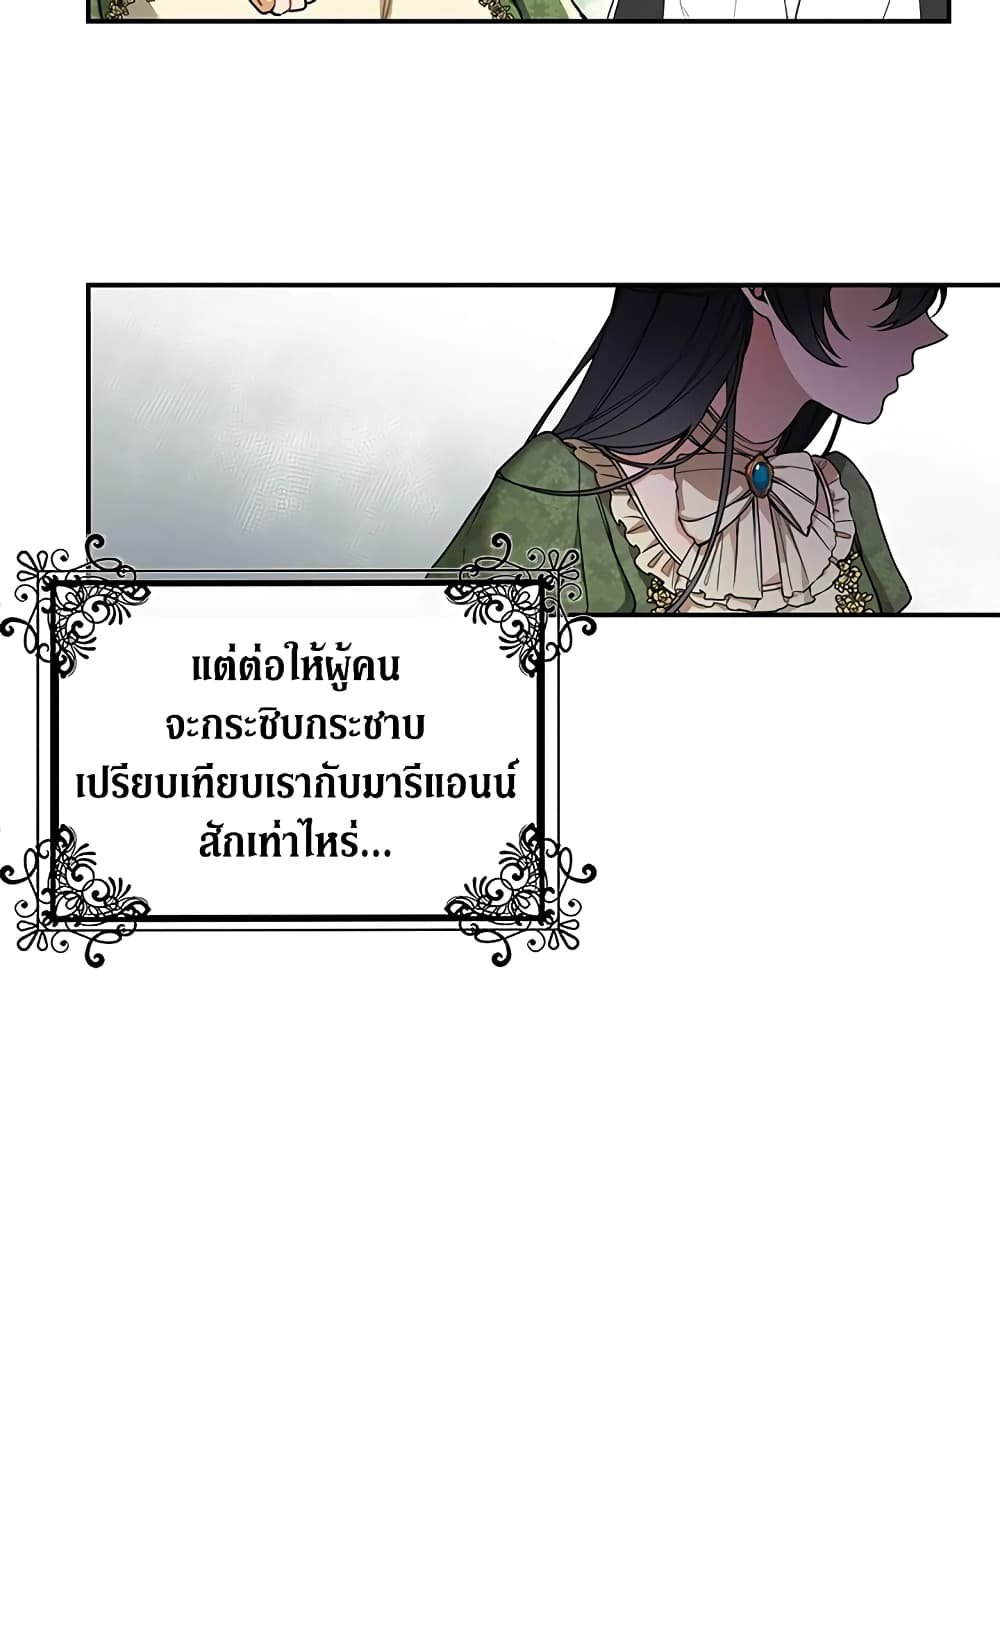 แต่ต่อให้ผู้คน
จะกระซิบกระซาบ
เปรียบเทียบเรากับมารีแอนน์
สักเท่าไหร่...